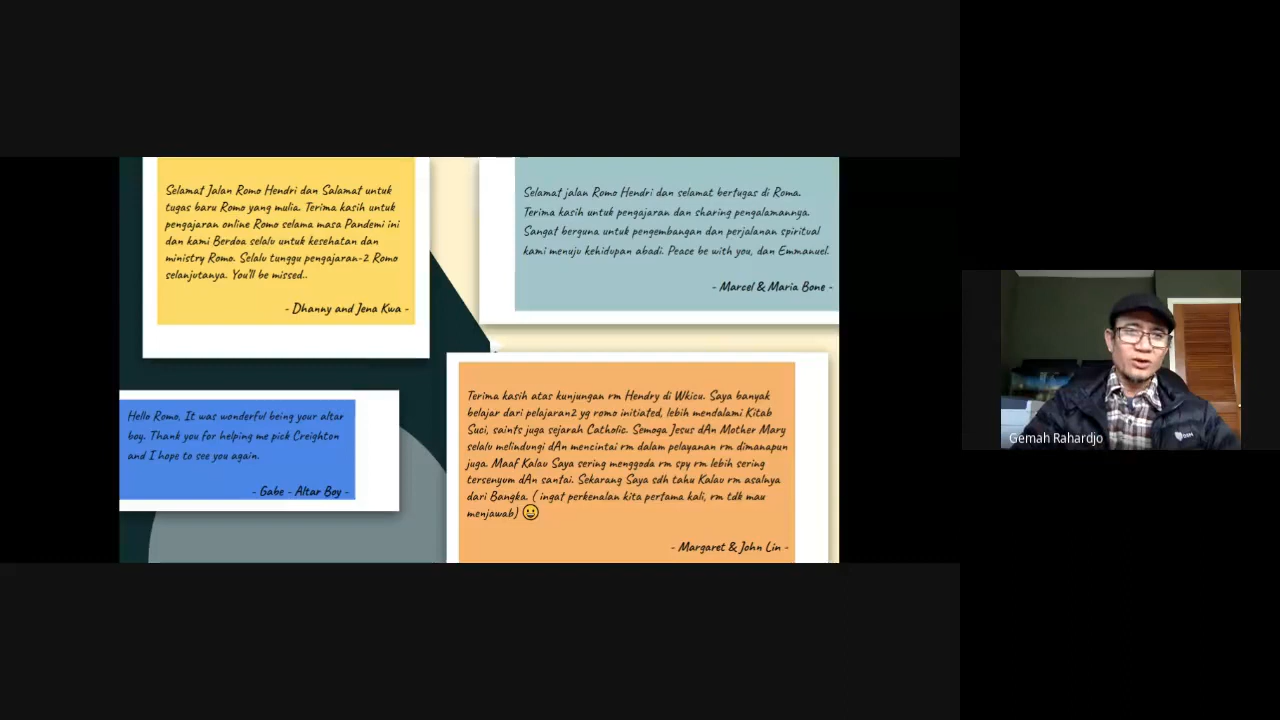 Selamat Jalan Romo Hendri dan Salamat untuk
tugas baru Romo yang mulia. Terima kasih untuk
pengajaran online Romo selama masa Pandemi ini
dan kami Berdoa selalu untuk kesehatan dan
ministry Romo. Selalu tunggu pengajaran-2 Romo
selanjutanya. You'll be missed..
- Dhanny and Jena Kwa -
Selamat jalan Romo Hendri dan selamat bertugas di Roma.
Terima kasih untuk pengajaran dan sharing pengalamannya.
Sangat berguna untuk pengembangan dan perjalanan spiritual
kami menuju kehidupan abadi. Peace be with you, dan Emmanuel.
- Marcel & Maria Bone -
Hello Romo, It was wonderful being your altar
boy. Thank you for helping me pick Creighton
and I hope to see you again.
- Gabe - Altar Boy -
Terima kasih atas kunjungan rm Hendry di Wkicu. Saya banyak
belajar dari pelajaran2 yg romo initiated, lebih mendalami Kitab
Suci, saints juga sejarah Catholic. Semoga Jesus dAn Mother Mary
selalu melindungi dAn mencintai rm dalam pelayanan rm dimanapun
juga. Maaf Kalau Saya sering menggoda rm spy rm lebih sering
tersenyum dAn santai. Sekarang Saya sdh tahu Kalau rm asalnya
dari Bangka. ( ingat perkenalan kita pertama kali, rm tdk mau
menjawab) 😀
- Margaret & John Lin -
Gemah Rahardjo